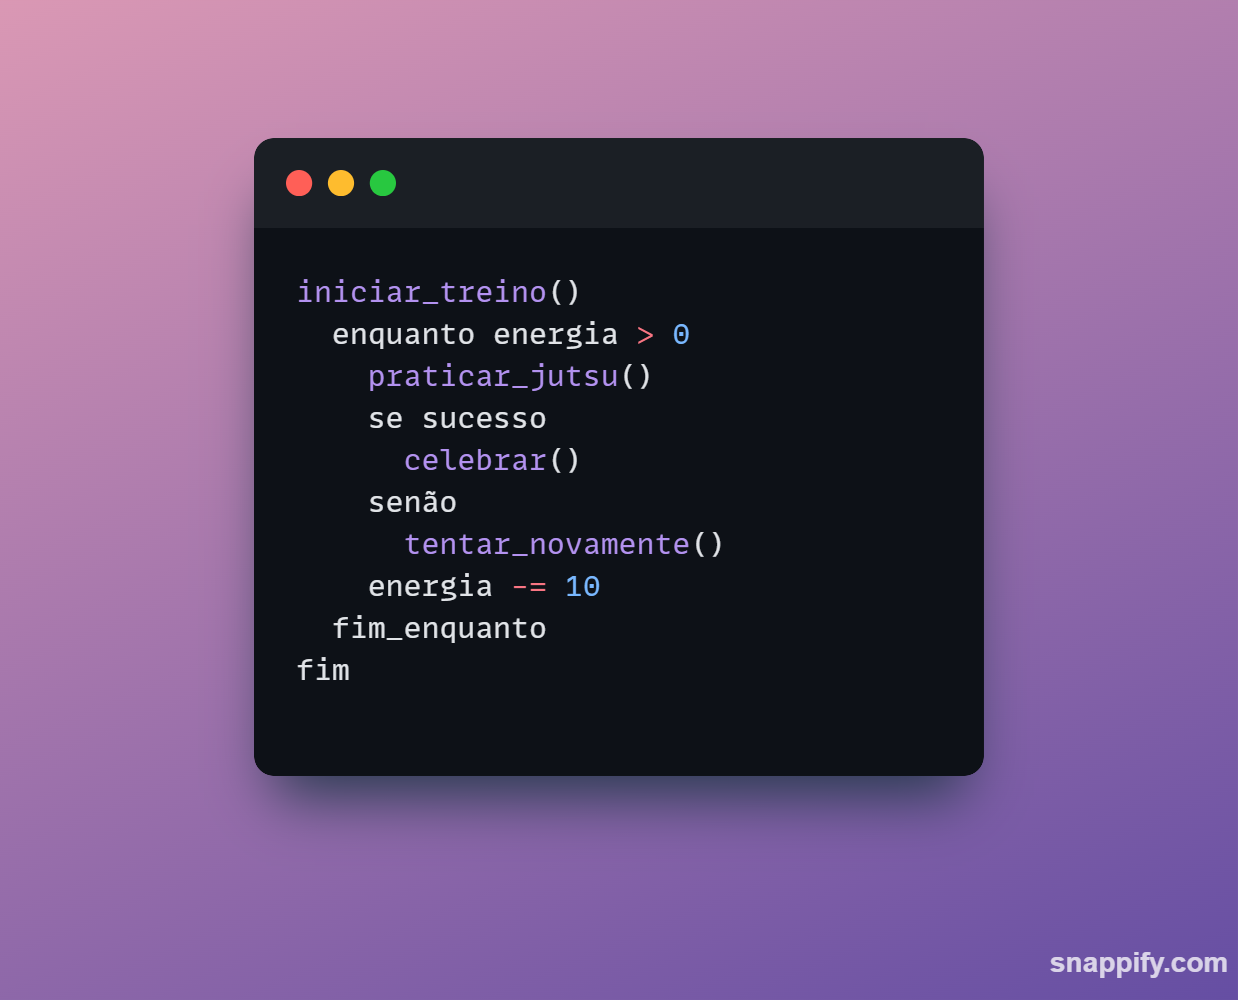 iniciar_treino()
  enquanto energia > 0
    praticar_jutsu()
    se sucesso
      celebrar()
    senão
      tentar_novamente()
    energia -= 10
  fim_enquanto
fim
snappify.com